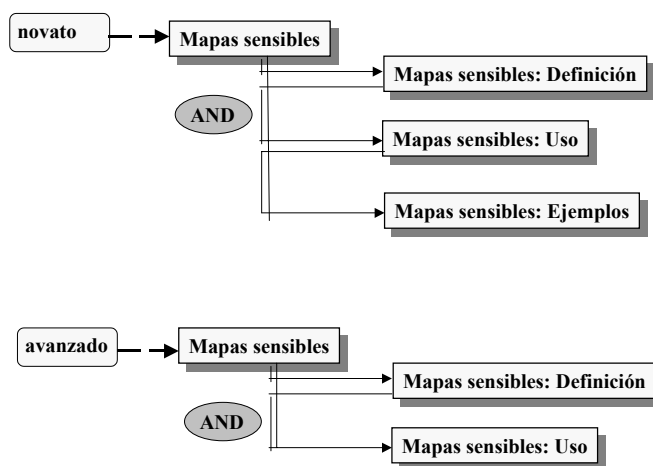 novato
Mapas sensibles
Mapas sensibles: Definición
AND
Mapas sensibles: Uso
Mapas sensibles: Ejemplos
avanzado
Mapas sensibles
Mapas sensibles: Definición
AND
Mapas sensibles: Uso